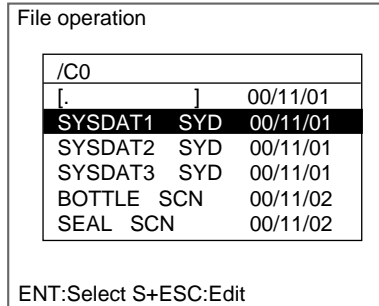 File operation
/C0
[. ] 00/11/01
SYSDAT1 SYD 00/11/01
SYSDAT2 SYD 00/11/01
SYSDAT3 SYD 00/11/01
BOTTLE SCN 00/11/02
SEAL SCN 00/11/02
ENT:Select S+ESC:Edit